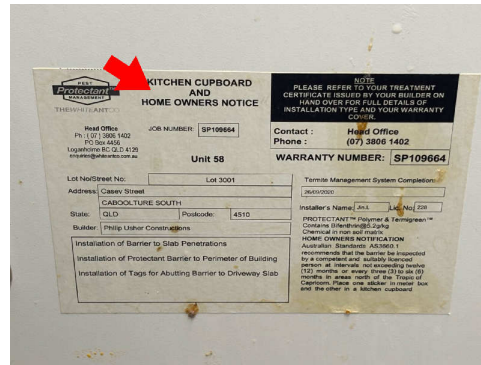 PEST
Protectant™
MANAGEMENT
THEWHITEANTCO
Head Office
Ph : ( 07 ) 3806 1402
PO Box 4456
Loganholme BC QLD 4129
enquiries@whiteantco.com.au
KITCHEN CUPBOARD
AND
HOME OWNERS NOTICE
JOB NUMBER: SP109664
Unit 58
NOTE
PLEASE REFER TO YOUR TREATMENT
CERTIFICATE ISSUED BY YOUR BUILDER ON
HAND OVER FOR FULL DETAILS OF
INSTALLATION TYPE AND YOUR WARRANTY
COVER.
Contact : Head Office
Phone : (07) 3806 1402
WARRANTY NUMBER: SP109664
Lot No/Street No: Lot 3001
Address: Casey Street
CABOOLTURE SOUTH
State: QLD Postcode: 4510
Builder: Philip Usher Constructions
Installation of Barrier to Slab Penetrations
Installation of Protectant Barrier to Perimeter of Building
Installation of Tags for Abutting Barrier to Driveway Slab
Termite Management System Completion:
26/09/2020
Installer's Name: Jin.L Lic. No: 228
PROTECTANT™ Polymer & Termigreen™
Contains Bifenthrin@5.2g/kg
Chemical in non soil matrix
HOME OWNERS NOTIFICATION
Australian Standards AS3660.1
recommends that the barrier be inspected
by a competent and suitably licenced
person at intervals not exceeding twelve
(12) months or every three (3) to six (6)
months in areas north of the Tropic of
Capricorn. Place one sticker in meter box
and the other in a kitchen cupboard